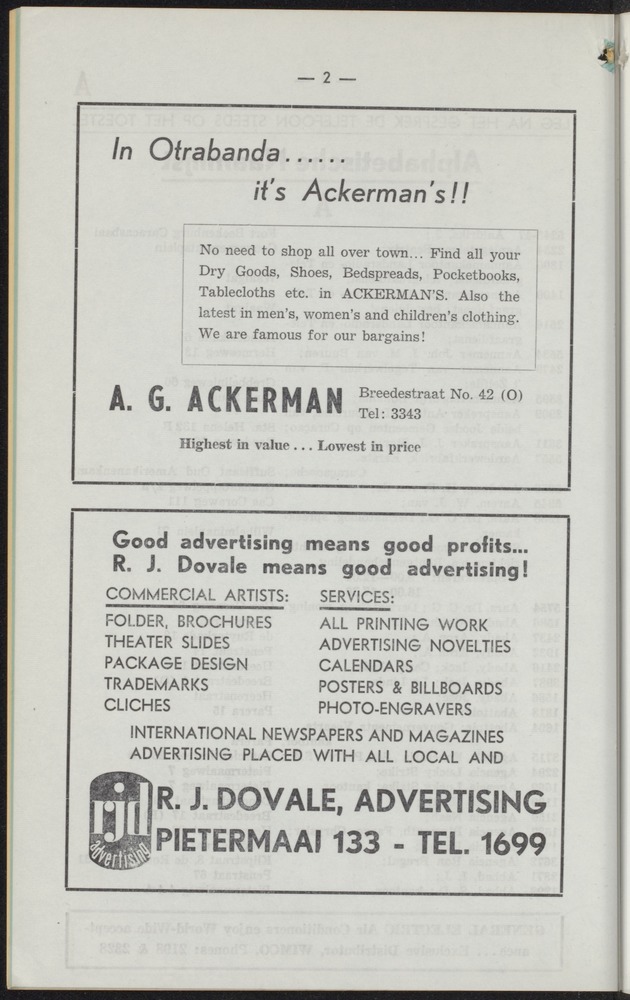 — 2 —
In Otrabanda......
it's Ackerman's!!
No need to shop all over town... Find all your
Dry Goods, Shoes, Bedspreads, Pocketbooks,
Tablecloths etc. in ACKERMAN'S. Also the
latest in men's, women's and children's clothing.
We are famous for our bargains!
A. G. ACKERMAN
Breedestraat No. 42 (O)
Tel: 3343
Highest in value ... Lowest in price
Good advertising means good profits...
R. J. Dovale means good advertising!
COMMERCIAL ARTISTS:
FOLDER, BROCHURES
THEATER SLIDES
PACKAGE DESIGN
TRADEMARKS
CLICHES
SERVICES:
ALL PRINTING WORK
ADVERTISING NOVELTIES
CALENDARS
POSTERS & BILLBOARDS
PHOTO-ENGRAVERS
INTERNATIONAL NEWSPAPERS AND MAGAZINES
ADVERTISING PLACED WITH ALL LOCAL AND
rjd
advertising
R. J. DOVALE, ADVERTISING
PIETERMAAI 133 - TEL. 1699